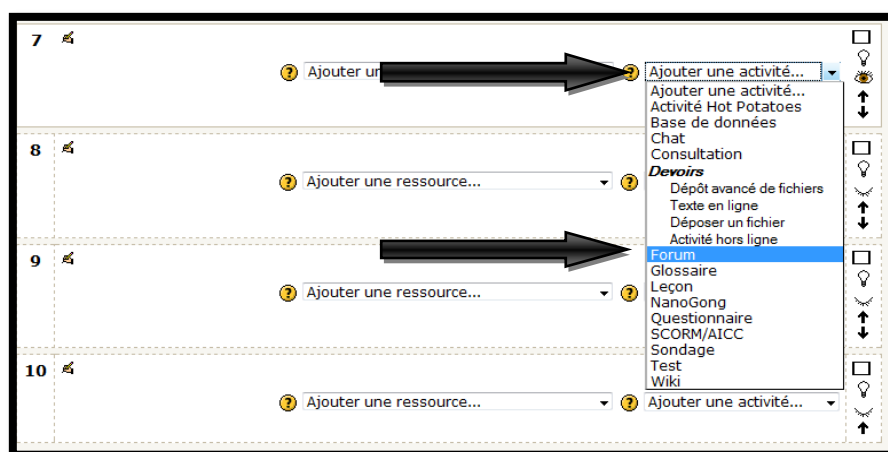 7
? Ajouter un ? Ajouter une activité...
Ajouter une activité...
Activité Hot Potatoes
Base de données
Chat
Consultation
Devoirs
Dépôt avancé de fichiers
Texte en ligne
Déposer un fichier
Activité hors ligne
Forum
Glossaire
Leçon
NanoGong
Questionnaire
SCORM/AICC
Sondage
Test
Wiki
8
? Ajouter une ressource... ?
9
? Ajouter une ressource... ?
10
? Ajouter une ressource... ? Ajouter une activité...